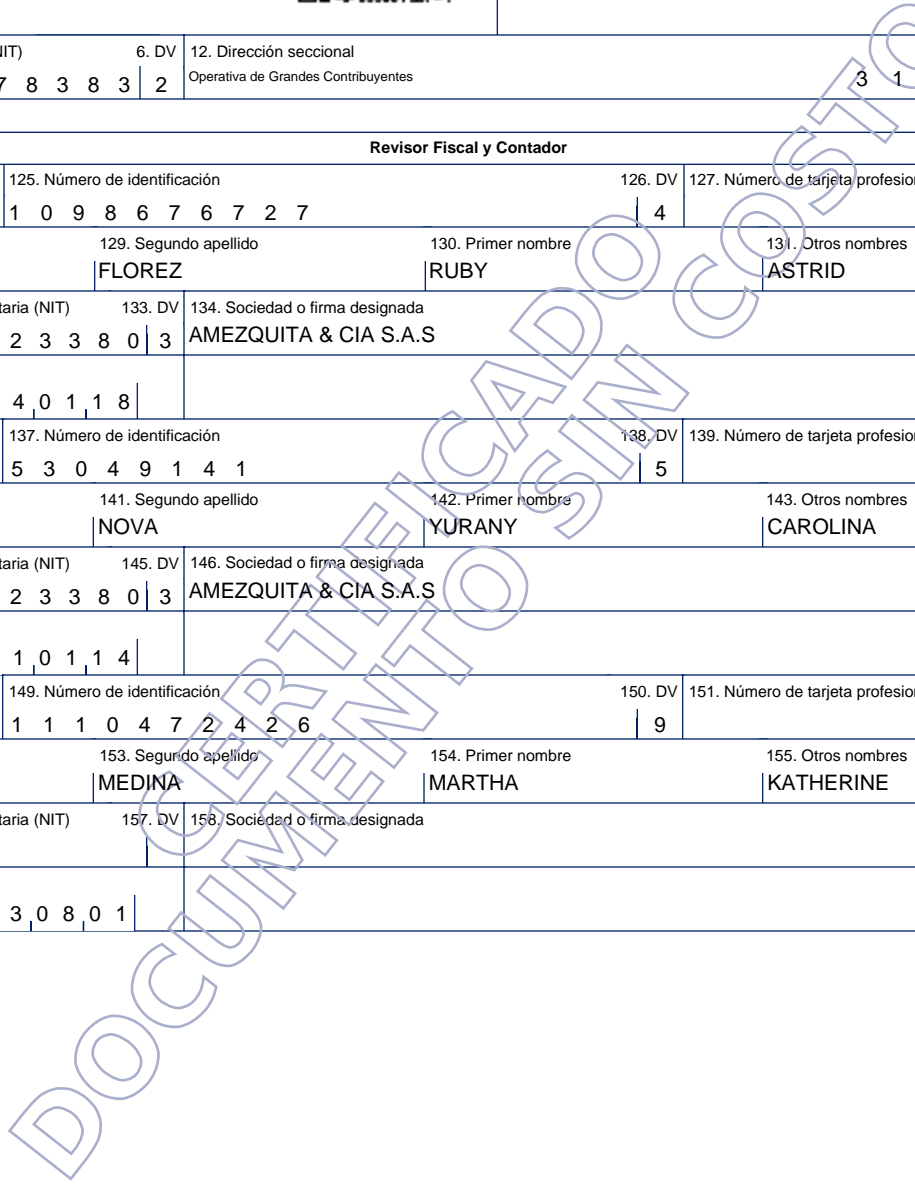 NIT) 6. DV 12. Dirección seccional
7 8 3 8 3 2 Operativa de Grandes Contribuyentes 3 1
Revisor Fiscal y Contador
125. Número de identificación 126. DV 127. Número de tarjeta profesion
1 0 9 8 6 7 6 7 2 7 4
129. Segundo apellido 130. Primer nombre 131. Otros nombres
FLOREZ RUBY ASTRID
taria (NIT) 133. DV 134. Sociedad o firma designada
2 3 3 8 0 3 AMEZQUITA & CIA S.A.S
4 0 1 1 8
137. Número de identificación 138. DV 139. Número de tarjeta profesion
5 3 0 4 9 1 4 1 5
141. Segundo apellido 142. Primer nombre 143. Otros nombres
NOVA YURANY CAROLINA
taria (NIT) 145. DV 146. Sociedad o firma designada
2 3 3 8 0 3 AMEZQUITA & CIA S.A.S
1 0 1 1 4
149. Número de identificación 150. DV 151. Número de tarjeta profesion
1 1 1 0 4 7 2 4 2 6 9
153. Segundo apellido 154. Primer nombre 155. Otros nombres
MEDINA MARTHA KATHERINE
taria (NIT) 157. DV 158. Sociedad o firma designada
3 0 8 0 1
CERTIFICADO
DOCUMENTO SIN COSTO